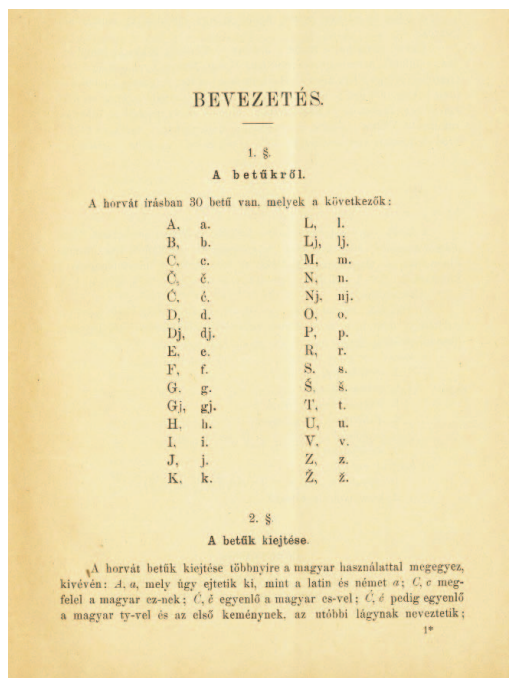 BEVEZETÉS.
1. §.
A betűkről.
A horvát írásban 30 betű van, melyek a következők:
A, a.
B, b.
C, c.
Č, č.
Ć, ć.
D, d.
Dj, dj.
E, e.
F, f.
G. g.
Gj, gj.
H, h.
I, i.
J, j.
K, k.
L, l.
Lj, lj.
M, m.
N, n.
Nj. nj.
O, o.
P, p.
R, r.
S. s.
Š, š.
T, t.
U, u.
V, v.
Z, z.
Ž, ž.
2. §.
A betűk kiejtése.
A horvát betűk kiejtése többnyire a magyar használattal megegyez,
kivévén: A, a, mely úgy ejtetik ki, mint a latin és német a; C, c meg-
felel a magyar cz-nek; Č, č egyenlő a magyar cs-vel; Ć, ć pedig egyenlő
a magyar ty-vel és az első keménynek, az utóbbi lágynak neveztetik;
1*